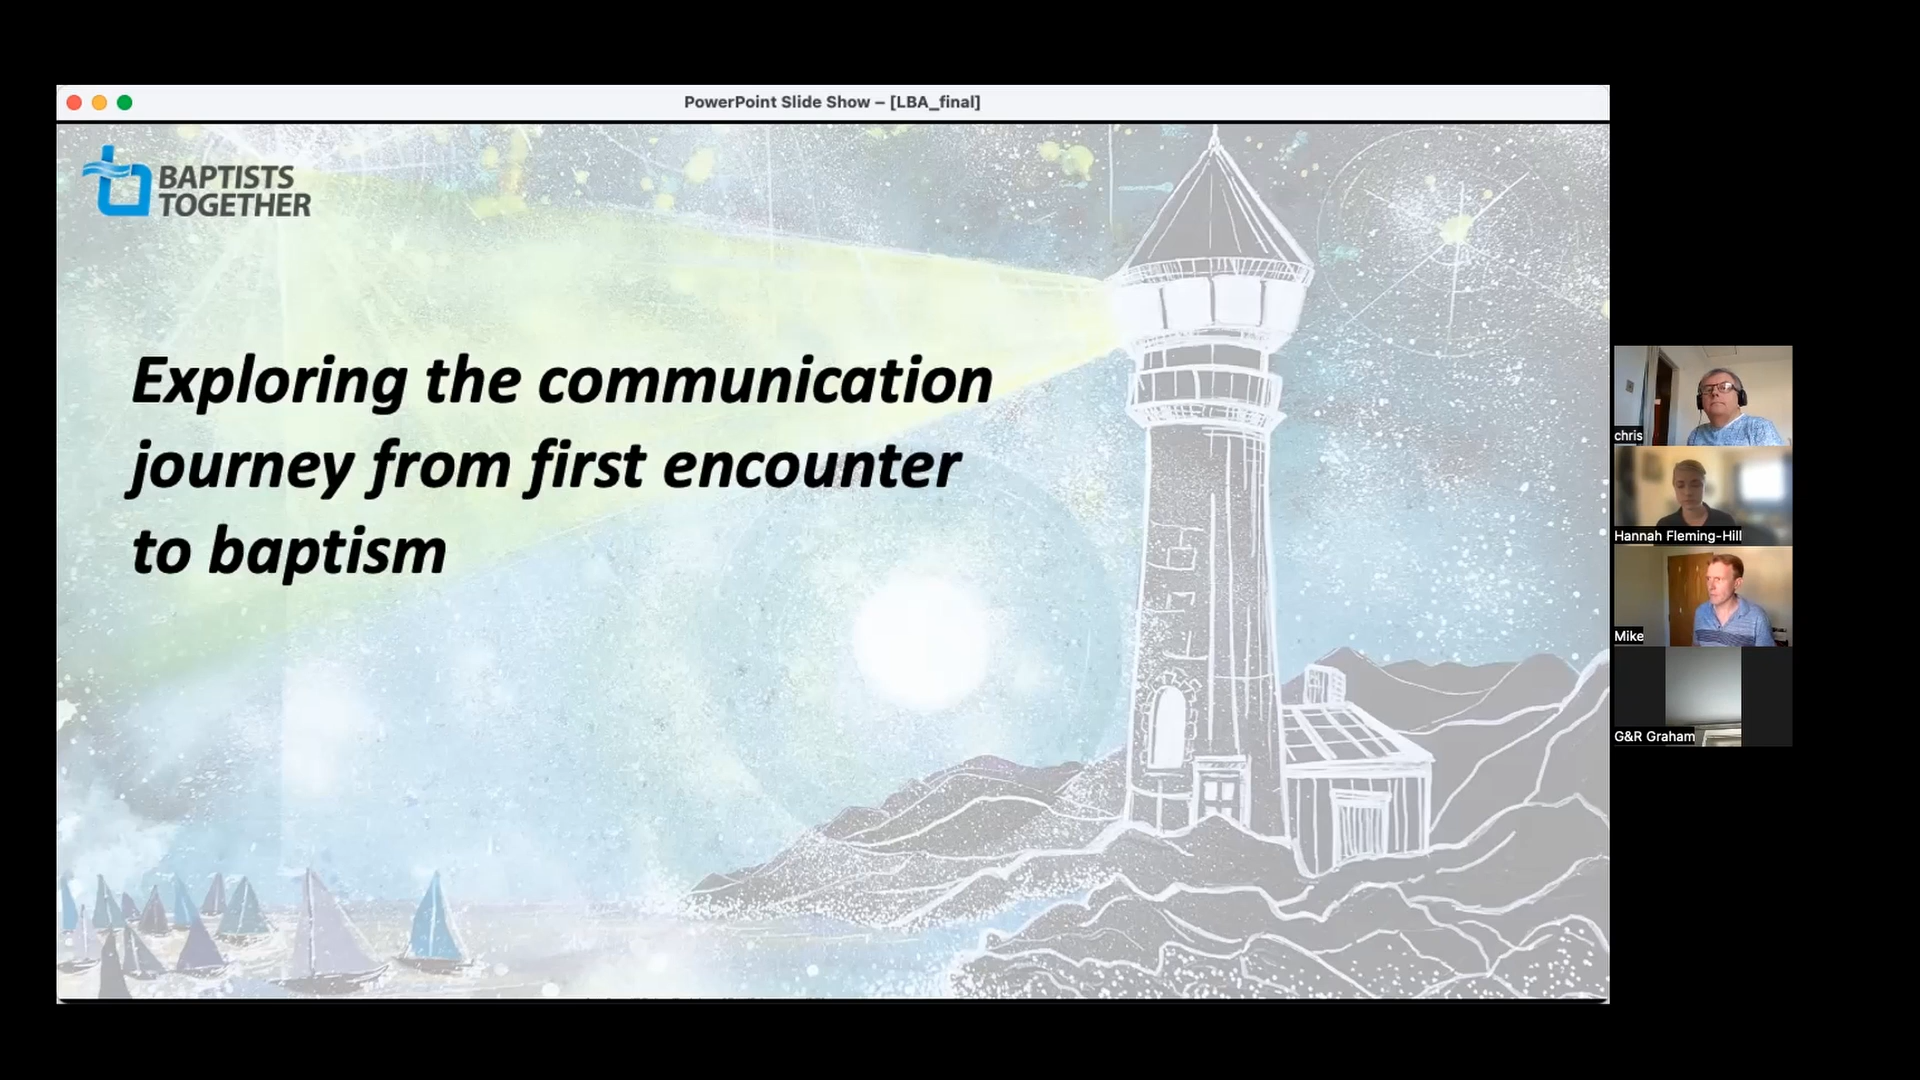 PowerPoint Slide Show – [LBA_final]
BAPTISTS
TOGETHER
Exploring the communication
journey from first encounter
to baptism
chris
Hannah Fleming-Hill
Mike
G&R Graham